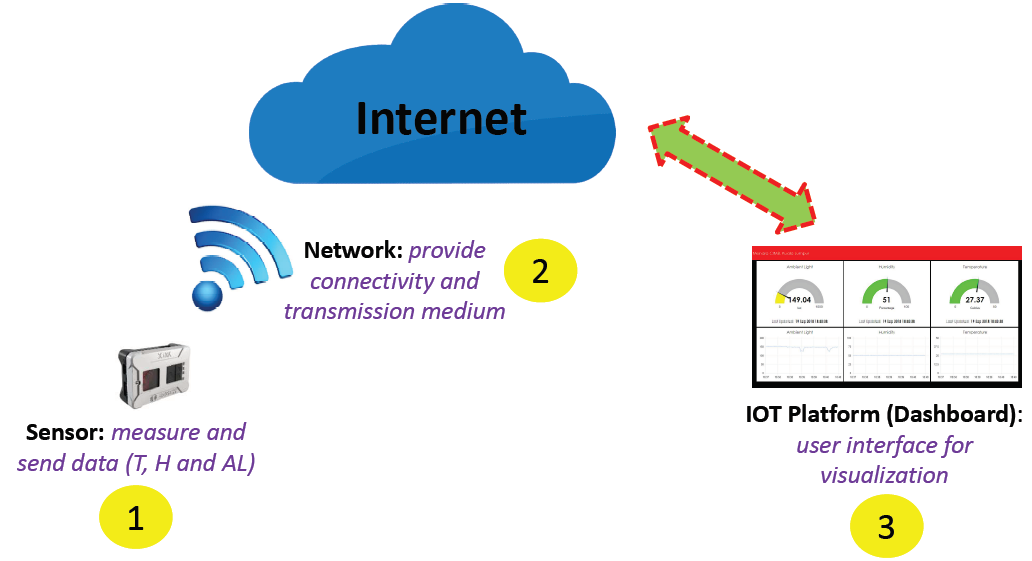 Internet
Network: provide
connectivity and
transmission medium
2
Sensor: measure and
send data (T, H and AL)
1
Ambient Light
Humidity
Temperature
149.04
51
27.37
Percentage
Ambient Light
Humidity
Temperature
IOT Platform (Dashboard):
user interface for
visualization
3